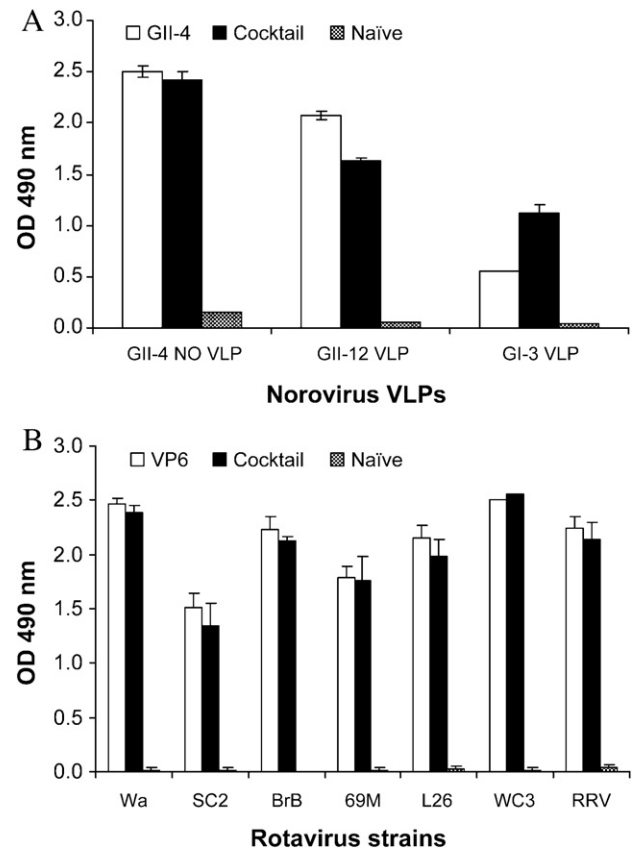 A
3.0
GII-4 Cocktail Naïve
2.5
2.0
1.5
1.0
0.5
0.0
OD 490 nm
GII-4 NO VLP GII-12 VLP GI-3 VLP
Norovirus VLPs
B
3.0
VP6 Cocktail Naïve
2.5
2.0
1.5
1.0
0.5
0.0
OD 490 nm
Wa SC2 BrB 69M L26 WC3 RRV
Rotavirus strains